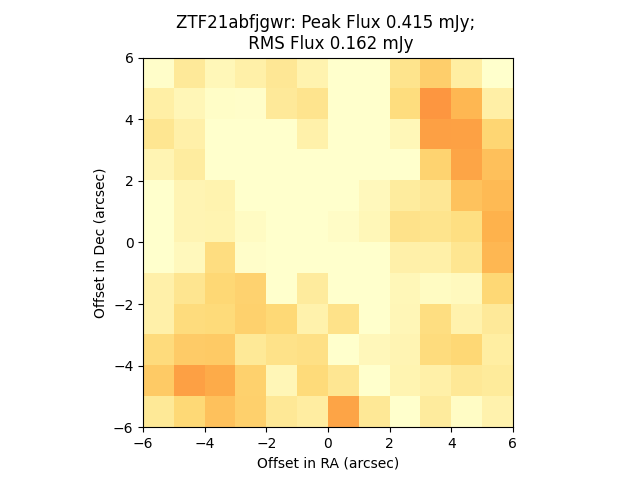 ZTF21abfjgwr: Peak Flux 0.415 mJy;
RMS Flux 0.162 mJy
6
4
2
0
−2
−4
−6
Offset in Dec (arcsec)
−6 −4 −2 0 2 4 6
Offset in RA (arcsec)